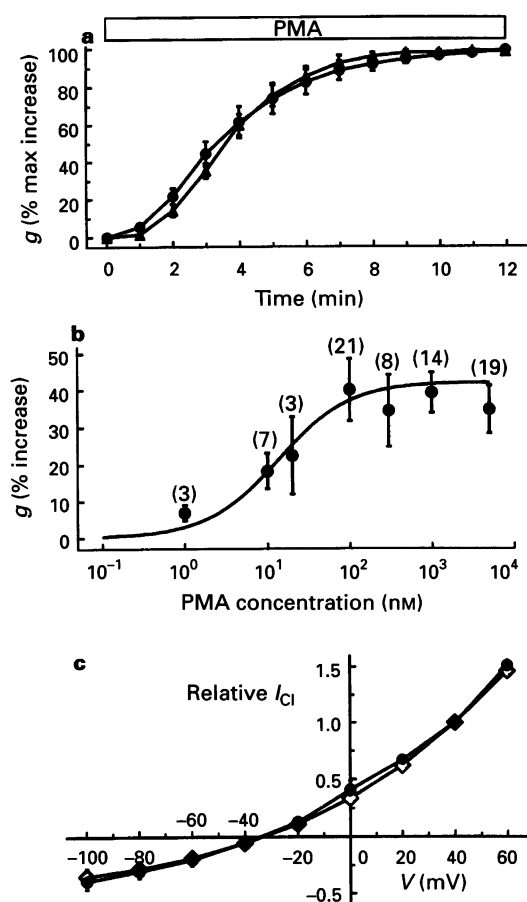 a
PMA
g (% max increase)
100
80
60
40
20
0
0 2 4 6 8 10 12
Time (min)
b
g (% increase)
50
40
30
20
10
0
(3) (7) (3) (21) (8) (14) (19)
10⁻¹ 10⁰ 10¹ 10² 10³ 10⁴
PMA concentration (nM)
c
Relative I_Cl
1.5
1.0
0.5
−0.5
−100 −80 −60 −40 −20 0 20 40 60
V (mV)